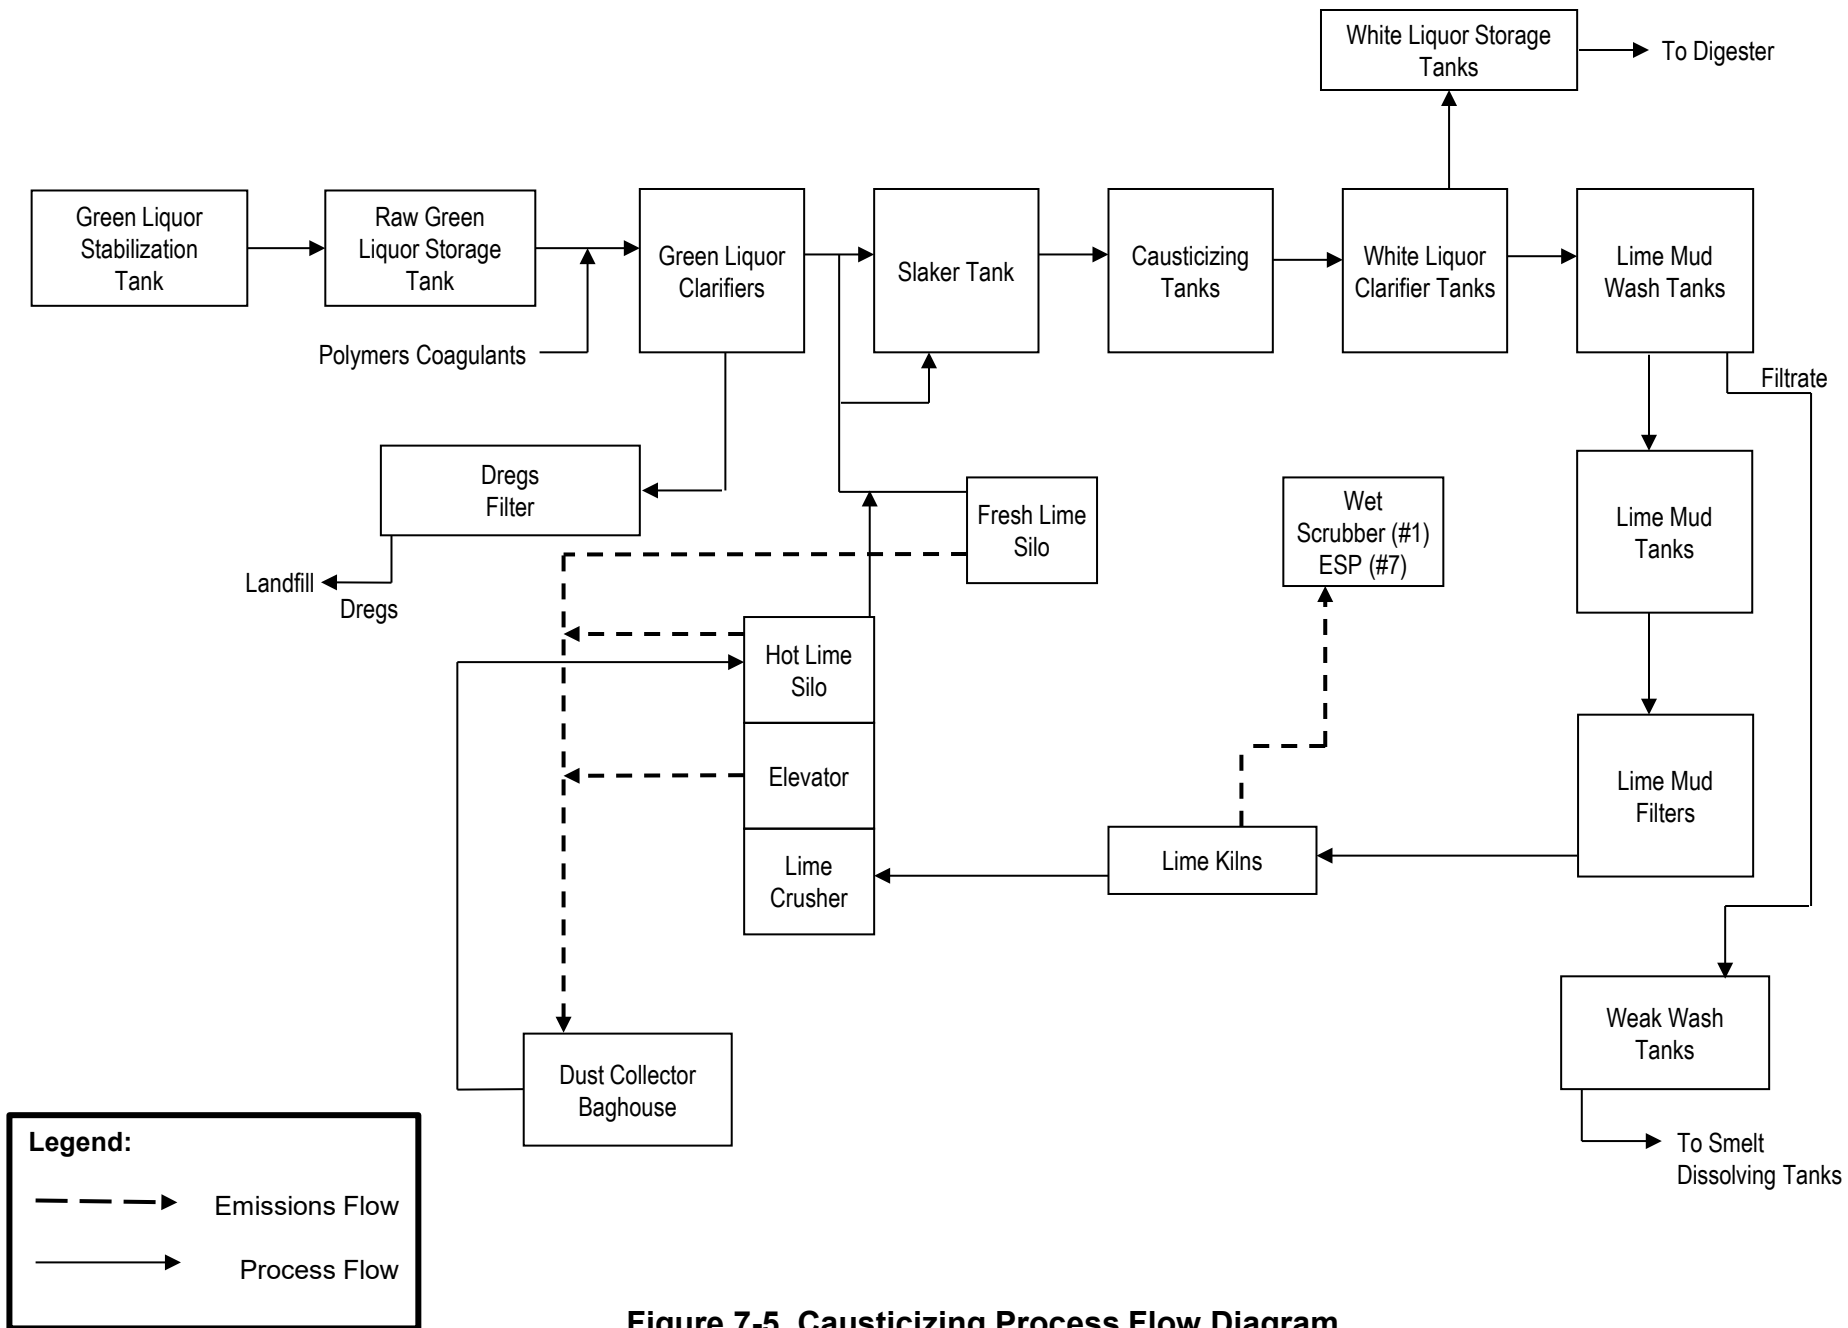 White Liquor Storage
Tanks
To Digester
Green Liquor
Stabilization
Tank
Raw Green
Liquor Storage
Tank
Green Liquor
Clarifiers
Slaker Tank
Causticizing
Tanks
White Liquor
Clarifier Tanks
Lime Mud
Wash Tanks
Polymers Coagulants
Filtrate
Dregs
Filter
Fresh Lime
Silo
Wet
Scrubber (#1)
ESP (#7)
Lime Mud
Tanks
Landfill
Dregs
Hot Lime
Silo
Elevator
Lime
Crusher
Lime Kilns
Lime Mud
Filters
Weak Wash
Tanks
Dust Collector
Baghouse
To Smelt
Dissolving Tanks
Legend:
Emissions Flow
Process Flow
Figure 7-5. Causticizing Process Flow Diagram